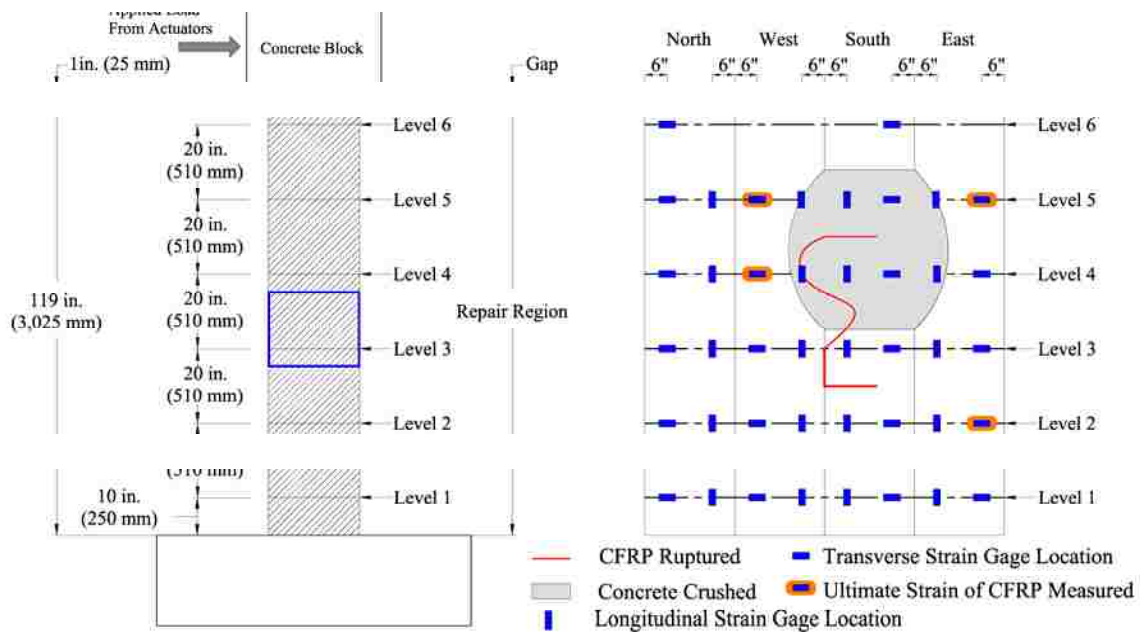 Applied Load
From Actuators
Concrete Block
1in. (25 mm)
Gap
Level 6
20 in.
(510 mm)
Level 5
20 in.
(510 mm)
Level 4
119 in.
(3,025 mm)
20 in.
(510 mm)
Repair Region
Level 3
20 in.
(510 mm)
Level 2
(510 mm)
10 in.
(250 mm)
Level 1
North West South East
6" 6" 6" 6" 6" 6" 6" 6"
Level 6
Level 5
Level 4
Level 3
Level 2
Level 1
CFRP Ruptured
Transverse Strain Gage Location
Concrete Crushed
Ultimate Strain of CFRP Measured
Longitudinal Strain Gage Location